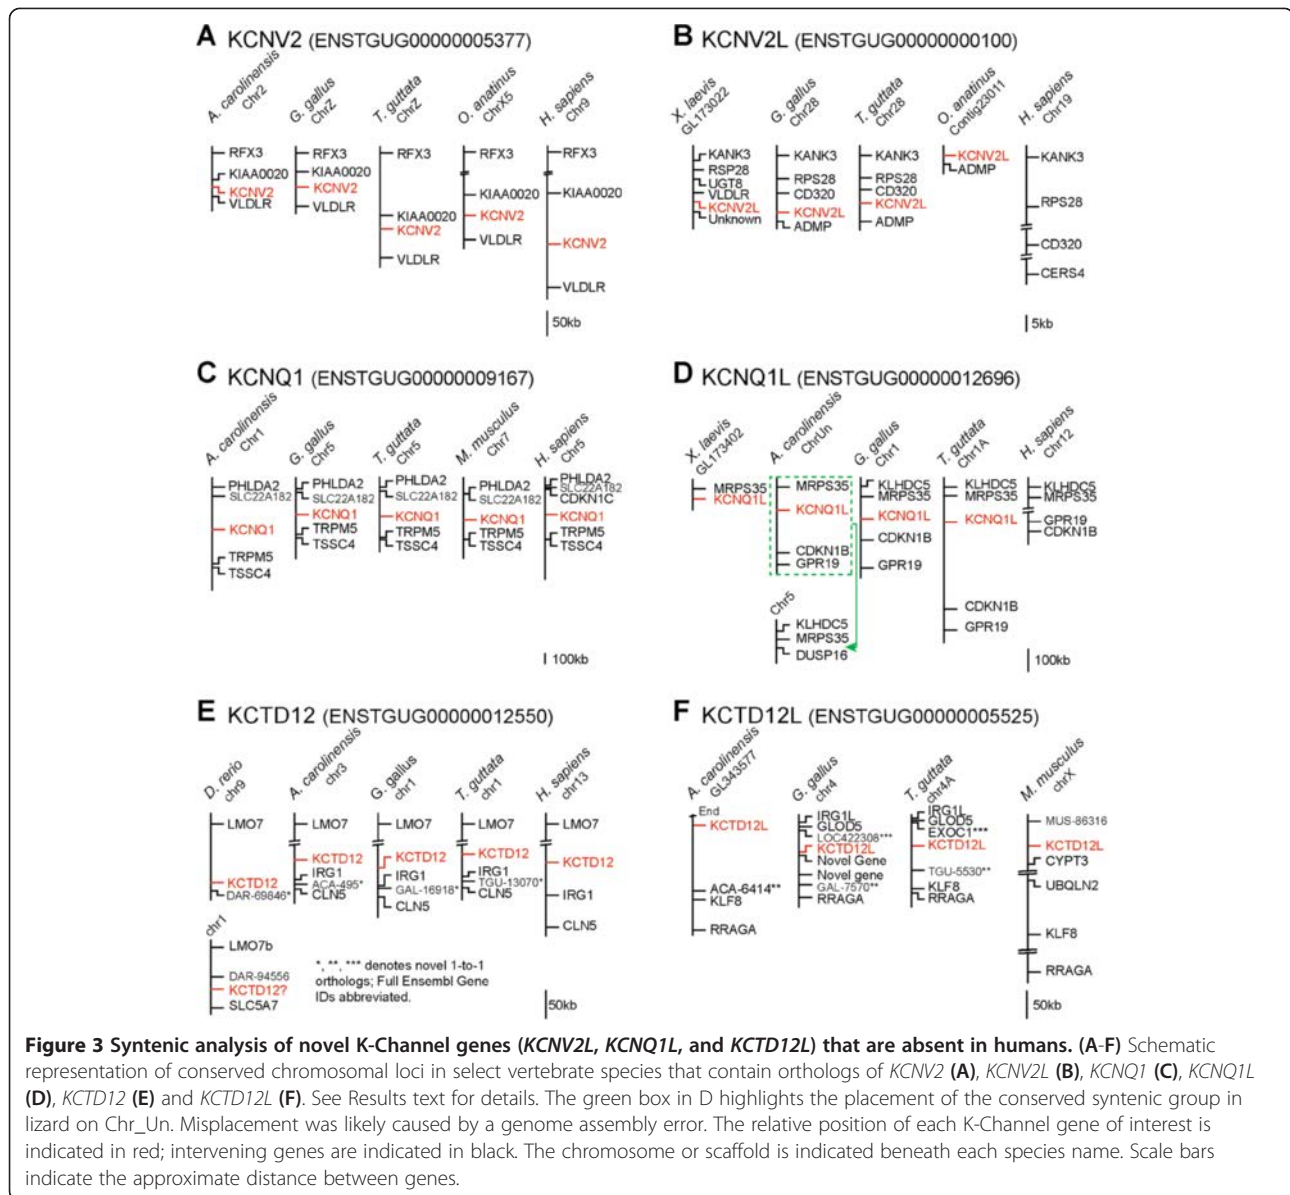 A KCNV2 (ENSTGUG00000005377)
A. carolinensis
Chr2
G. gallus
ChrZ
T. guttata
ChrZ
O. anatinus
ChrX5
H. sapiens
Chr9
RFX3
KIAA0020
KCNV2
VLDLR
RFX3
KIAA0020
KCNV2
VLDLR
RFX3
KIAA0020
KCNV2
VLDLR
RFX3
KIAA0020
KCNV2
VLDLR
RFX3
KIAA0020
KCNV2
VLDLR
50kb
B KCNV2L (ENSTGUG00000000100)
X. laevis
GL173022
G. gallus
Chr28
T. guttata
Chr28
O. anatinus
Contig23011
H. sapiens
Chr19
KANK3
RSP28
UGT8
VLDLR
KCNV2L
Unknown
KANK3
RPS28
CD320
KCNV2L
ADMP
KANK3
RPS28
CD320
KCNV2L
ADMP
KCNV2L
ADMP
KANK3
RPS28
CD320
CERS4
5kb
C KCNQ1 (ENSTGUG00000009167)
A. carolinensis
Chr1
G. gallus
Chr5
T. guttata
Chr5
M. musculus
Chr7
H. sapiens
Chr5
PHLDA2
SLC22A182
KCNQ1
TRPM5
TSSC4
PHLDA2
SLC22A182
KCNQ1
TRPM5
TSSC4
PHLDA2
SLC22A182
KCNQ1
TRPM5
TSSC4
PHLDA2
SLC22A182
KCNQ1
TRPM5
TSSC4
PHLDA2
SLC22A182
CDKN1C
KCNQ1
TRPM5
TSSC4
100kb
D KCNQ1L (ENSTGUG00000012696)
X. laevis
GL173402
A. carolinensis
ChrUn
G. gallus
Chr1
T. guttata
Chr1A
H. sapiens
Chr12
MRPS35
KCNQ1L
MRPS35
KCNQ1L
CDKN1B
GPR19
Chr5
KLHDC5
MRPS35
DUSP16
KLHDC5
MRPS35
KCNQ1L
CDKN1B
GPR19
KLHDC5
MRPS35
KCNQ1L
CDKN1B
GPR19
KLHDC5
MRPS35
GPR19
CDKN1B
100kb
E KCTD12 (ENSTGUG00000012550)
D. rerio
chr9
A. carolinensis
chr3
G. gallus
chr1
T. guttata
chr1
H. sapiens
chr13
LMO7
KCTD12
DAR-69846*
chr1
LMO7b
DAR-94556
KCTD12?
SLC5A7
LMO7
KCTD12
IRG1
ACA-495*
CLN5
LMO7
KCTD12
IRG1
GAL-16918*
CLN5
LMO7
KCTD12
IRG1
TGU-13070*
CLN5
LMO7
KCTD12
IRG1
CLN5
*, **, *** denotes novel 1-to-1
orthologs; Full Ensembl Gene
IDs abbreviated.
50kb
F KCTD12L (ENSTGUG00000005525)
A. carolinensis
GL343577
G. gallus
chr4
T. guttata
chr4A
M. musculus
chrX
End
KCTD12L
ACA-6414**
KLF8
RRAGA
IRG1L
GLOD5
LOC422308***
KCTD12L
Novel Gene
Novel gene
GAL-7570**
RRAGA
IRG1L
GLOD5
EXOC1***
KCTD12L
TGU-5530**
KLF8
RRAGA
MUS-86316
KCTD12L
CYPT3
UBQLN2
KLF8
RRAGA
50kb
Figure 3 Syntenic analysis of novel K-Channel genes (KCNV2L, KCNQ1L, and KCTD12L) that are absent in humans. (A-F) Schematic
representation of conserved chromosomal loci in select vertebrate species that contain orthologs of KCNV2 (A), KCNV2L (B), KCNQ1 (C), KCNQ1L
(D), KCTD12 (E) and KCTD12L (F). See Results text for details. The green box in D highlights the placement of the conserved syntenic group in
lizard on Chr_Un. Misplacement was likely caused by a genome assembly error. The relative position of each K-Channel gene of interest is
indicated in red; intervening genes are indicated in black. The chromosome or scaffold is indicated beneath each species name. Scale bars
indicate the approximate distance between genes.